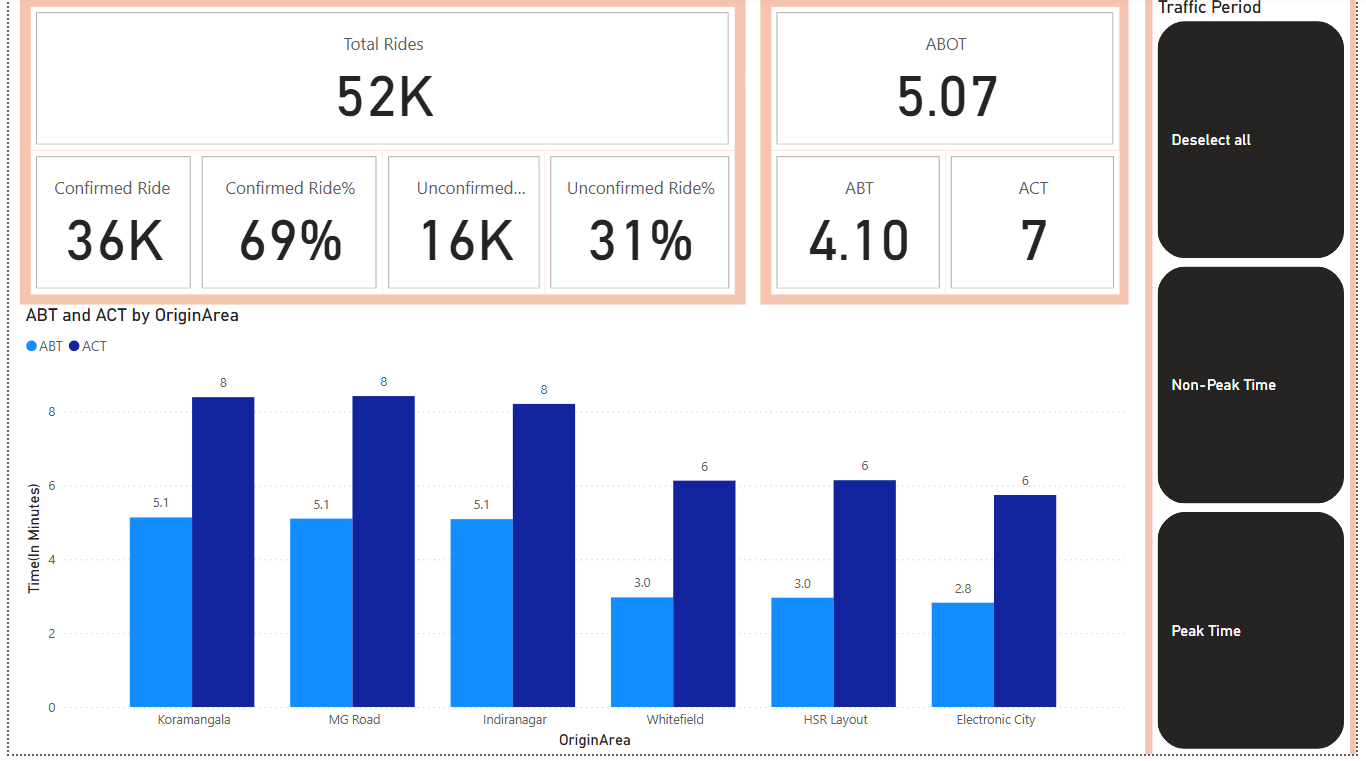 Total Rides
52K
Confirmed Ride
36K
Confirmed Ride%
69%
Unconfirmed...
16K
Unconfirmed Ride%
31%
ABOT
5.07
ABT
4.10
ACT
7
Traffic Period
Deselect all
Non-Peak Time
Peak Time
ABT and ACT by OriginArea
ABT ACT
Time(In Minutes)
8
6
4
2
0
5.1
8
5.1
8
5.1
8
3.0
6
3.0
6
2.8
6
Koramangala
MG Road
Indiranagar
Whitefield
HSR Layout
Electronic City
OriginArea